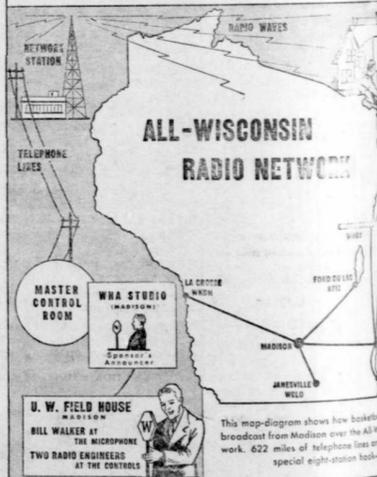 RADIO WAVES
NETWORK
STATION
ALL-WISCONSIN
RADIO NETWORK
TELEPHONE
LINES
MASTER
CONTROL
ROOM
WHA STUDIO
(MADISON)
Sponsor's
Announcer
LA CROSSE
WKBH
FOND DU LAC
KFIZ
MADISON
JANESVILLE
WCLO
U. W. FIELD HOUSE
MADISON
BILL WALKER AT
THE MICROPHONE
TWO RADIO ENGINEERS
AT THE CONTROLS
W
This map-diagram shows how
broadcast from Madison over the
work. 622 miles of telephone lines
special eight-station